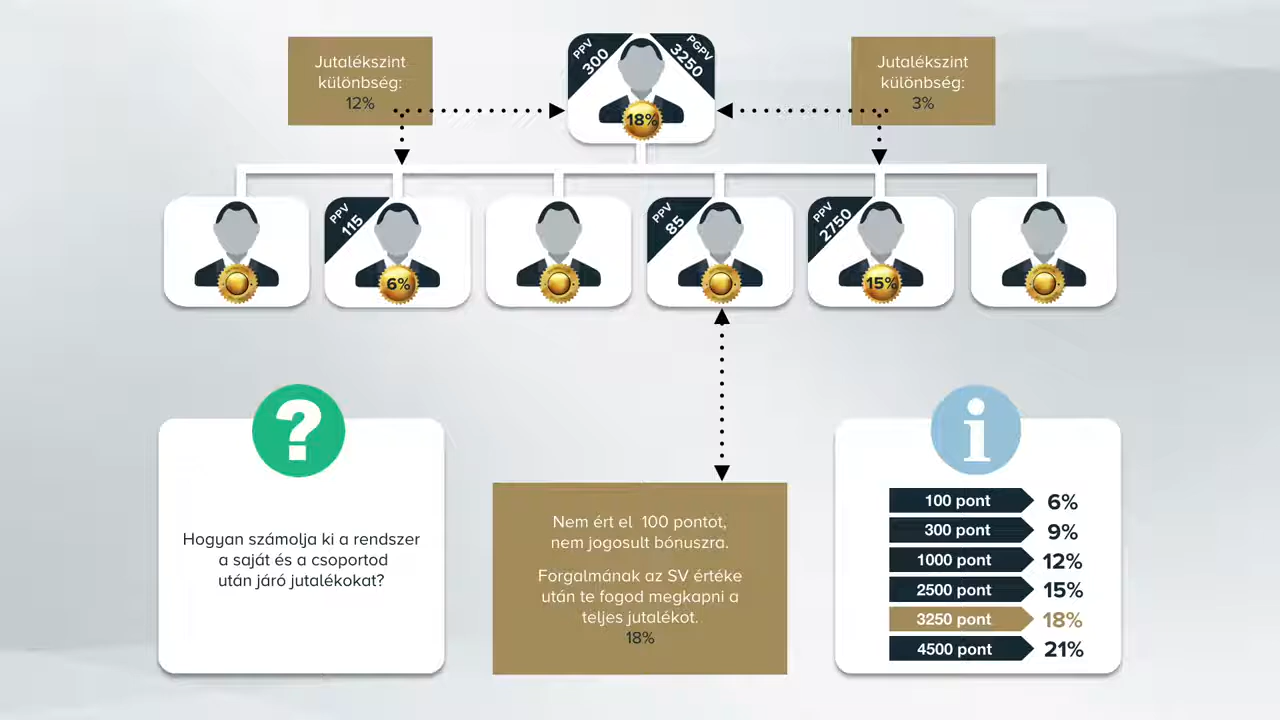 Jutalékszint
különbség:
12%
PPV
300
PGPV
3250
18%
Jutalékszint
különbség:
3%
PPV
115
6%
PPV
85
PPV
2750
15%
Hogyan számolja ki a rendszer
a saját és a csoportod
után járó jutalékokat?
Nem ért el 100 pontot,
nem jogosult bónuszra.
Forgalmának az SV értéke
után te fogod megkapni a
teljes jutalékot.
18%
100 pont 6%
300 pont 9%
1000 pont 12%
2500 pont 15%
3250 pont 18%
4500 pont 21%